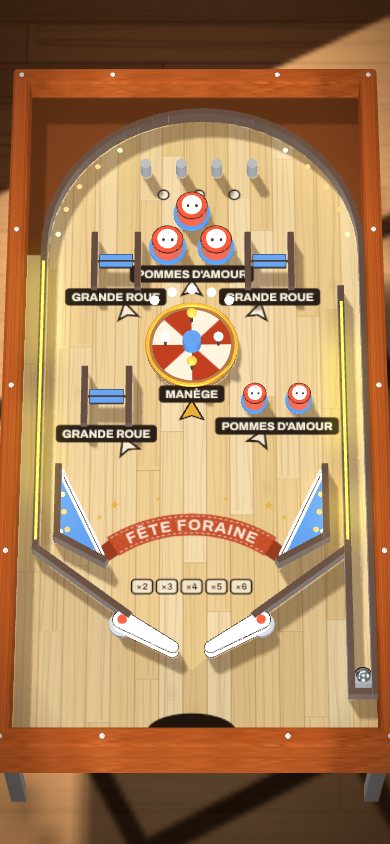 POMMES D'AMOUR
GRANDE ROUE
GRANDE ROUE
MANÈGE
GRANDE ROUE
POMMES D'AMOUR
FÊTE FORAINE
×2 ×3 ×4 ×5 ×6